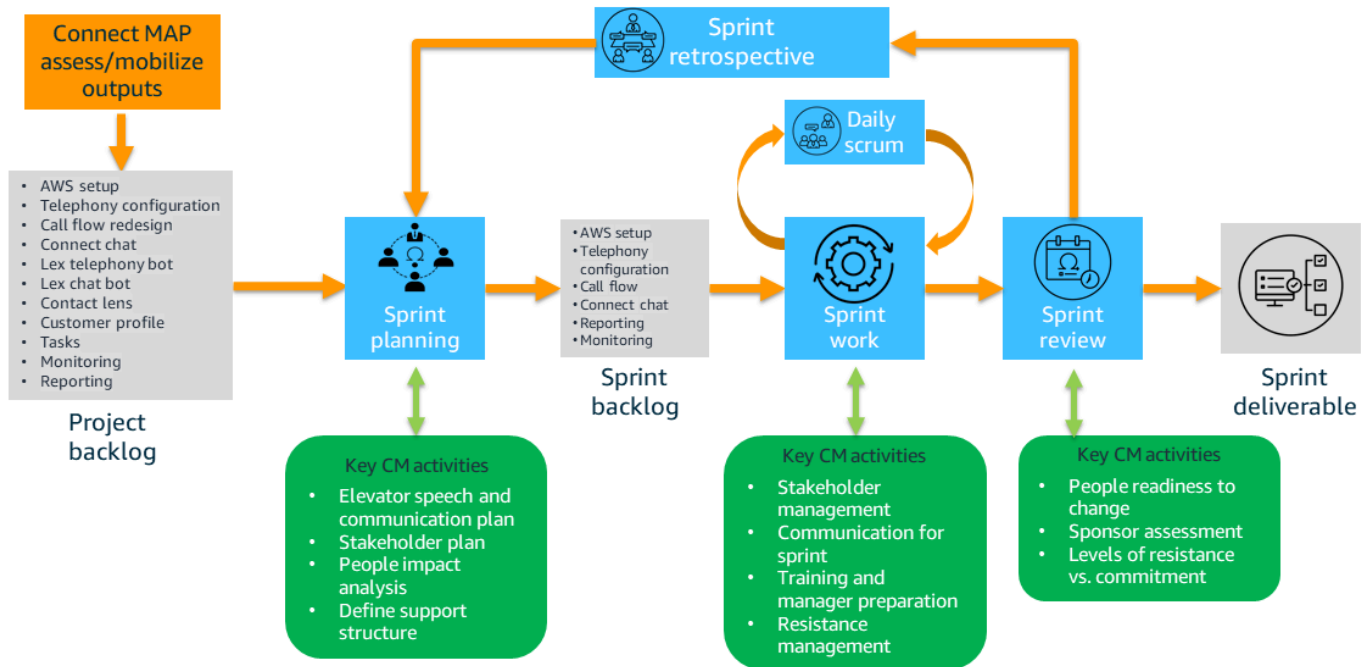 Connect MAP
assess/mobilize
outputs
Sprint
retrospective
Daily
scrum
• AWS setup
• Telephony configuration
• Call flow redesign
• Connect chat
• Lex telephony bot
• Lex chat bot
• Contact lens
• Customer profile
• Tasks
• Monitoring
• Reporting
Project
backlog
Sprint
planning
• AWS setup
• Telephony
configuration
• Call flow
• Connect chat
• Reporting
• Monitoring
Sprint
backlog
Sprint
work
Sprint
review
Sprint
deliverable
Key CM activities
• Elevator speech and
communication plan
• Stakeholder plan
• People impact
analysis
• Define support
structure
Key CM activities
• Stakeholder
management
• Communication for
sprint
• Training and
manager preparation
• Resistance
management
Key CM activities
• People readiness to
change
• Sponsor assessment
• Levels of resistance
vs. commitment